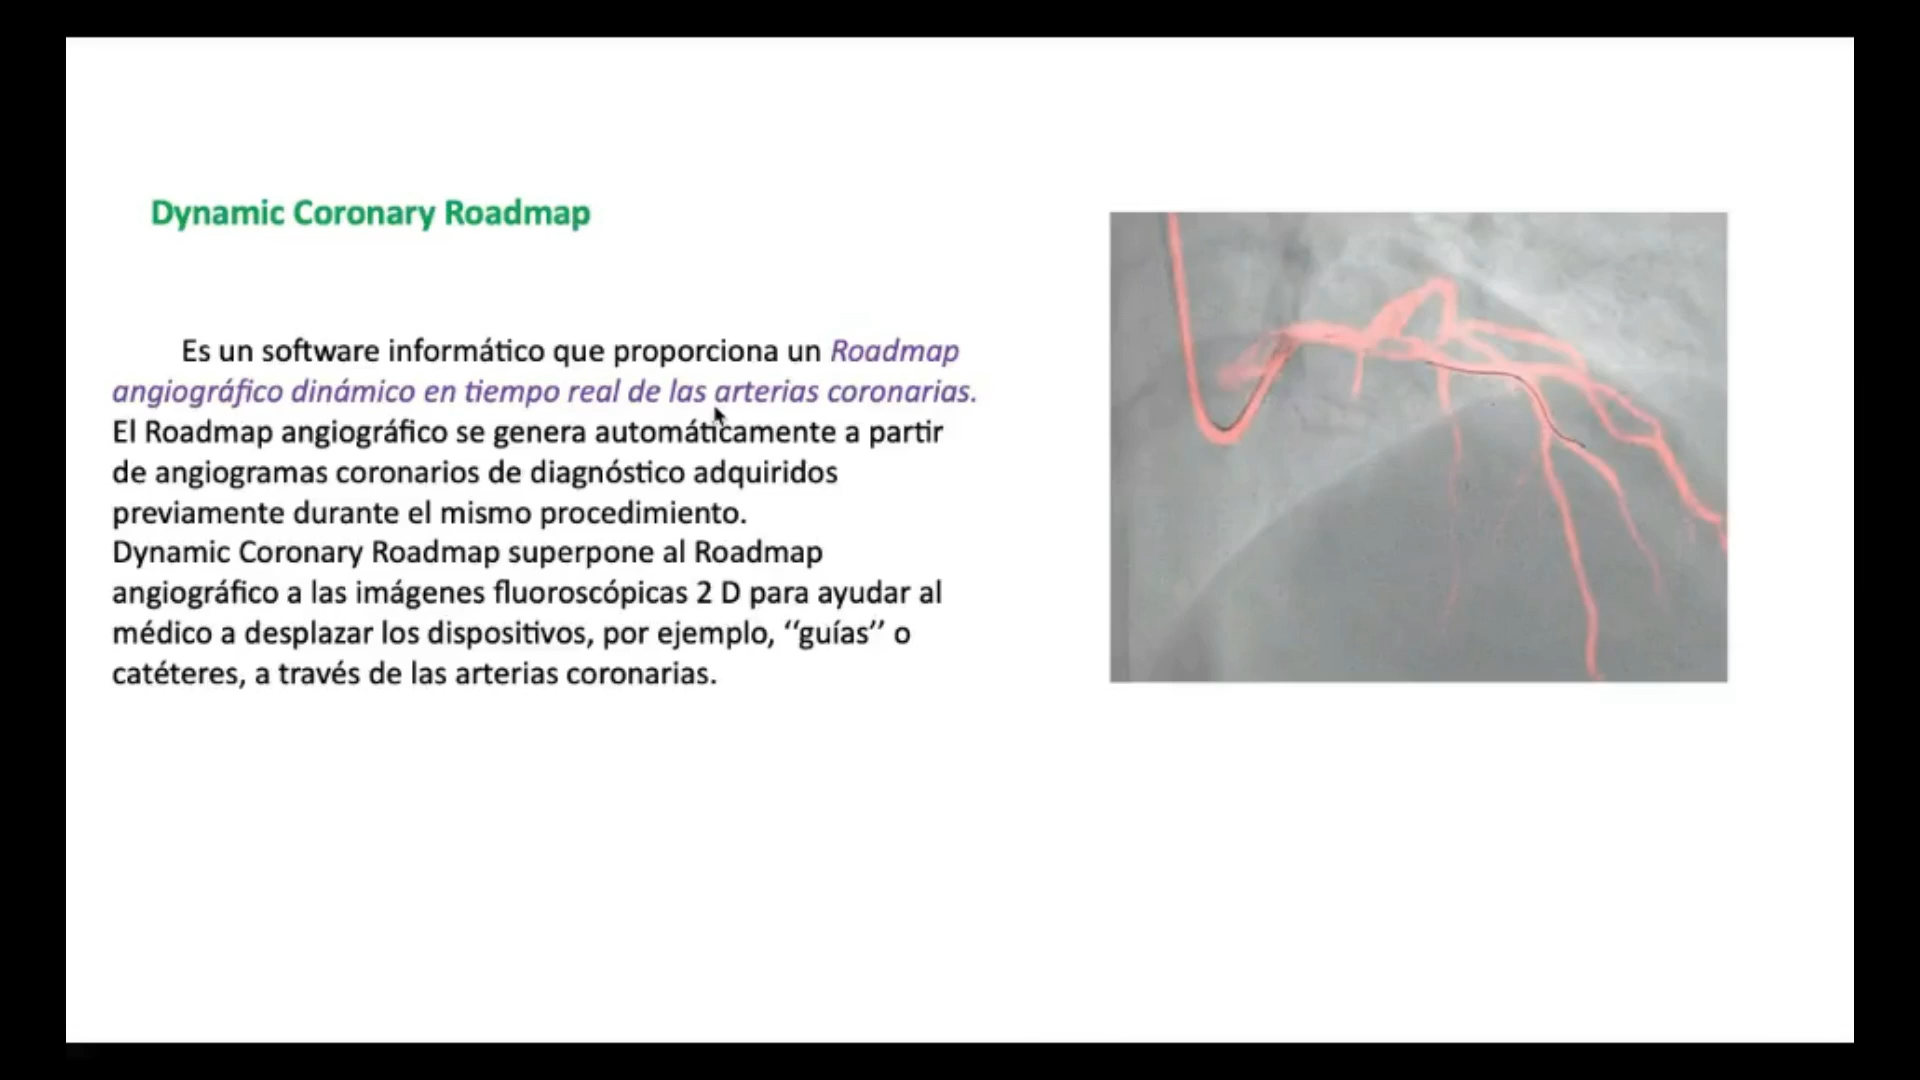 Dynamic Coronary Roadmap
Es un software informático que proporciona un Roadmap
angiográfico dinámico en tiempo real de las arterias coronarias.
El Roadmap angiográfico se genera automáticamente a partir
de angiogramas coronarios de diagnóstico adquiridos
previamente durante el mismo procedimiento.
Dynamic Coronary Roadmap superpone al Roadmap
angiográfico a las imágenes fluoroscópicas 2 D para ayudar al
médico a desplazar los dispositivos, por ejemplo, ‘‘guías’’ o
catéteres, a través de las arterias coronarias.